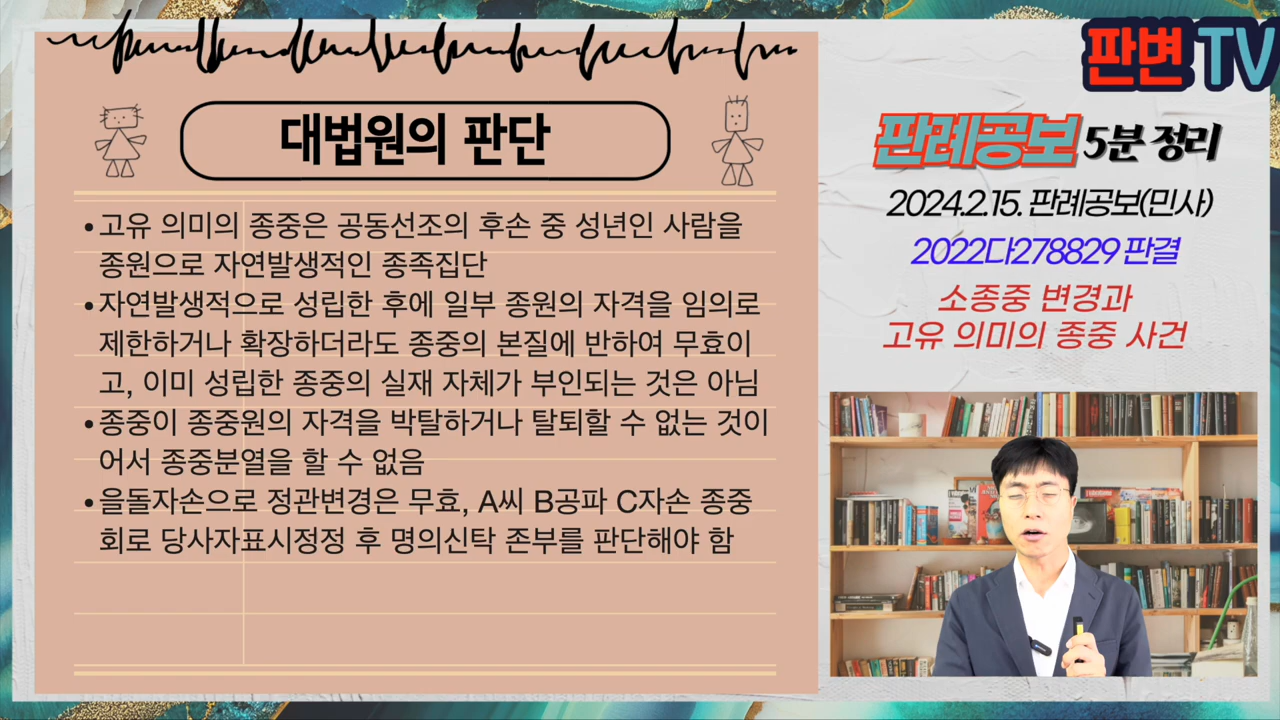 판변 TV
대법원의 판단
• 고유 의미의 종중은 공동선조의 후손 중 성년인 사람을
종원으로 자연발생적인 종족집단
• 자연발생적으로 성립한 후에 일부 종원의 자격을 임의로
제한하거나 확장하더라도 종중의 본질에 반하여 무효이
고, 이미 성립한 종중의 실재 자체가 부인되는 것은 아님
• 종중이 종중원의 자격을 박탈하거나 탈퇴할 수 없는 것이
어서 종중분열을 할 수 없음
• 을돌자손으로 정관변경은 무효, A씨 B공파 C자손 종중
회로 당사자표시정정 후 명의신탁 존부를 판단해야 함
판례공보 5분 정리
2024.2.15. 판례공보(민사)
2022다278829 판결
소종중 변경과
고유 의미의 종중 사건